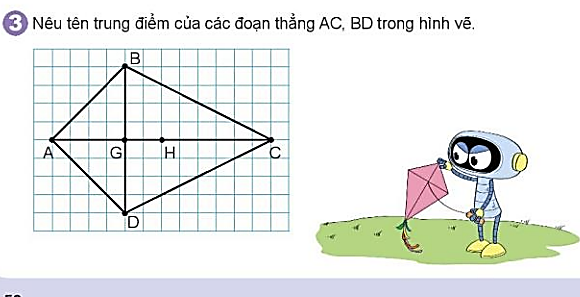 3 Nêu tên trung điểm của các đoạn thẳng AC, BD trong hình vẽ.
B
A G H C
D